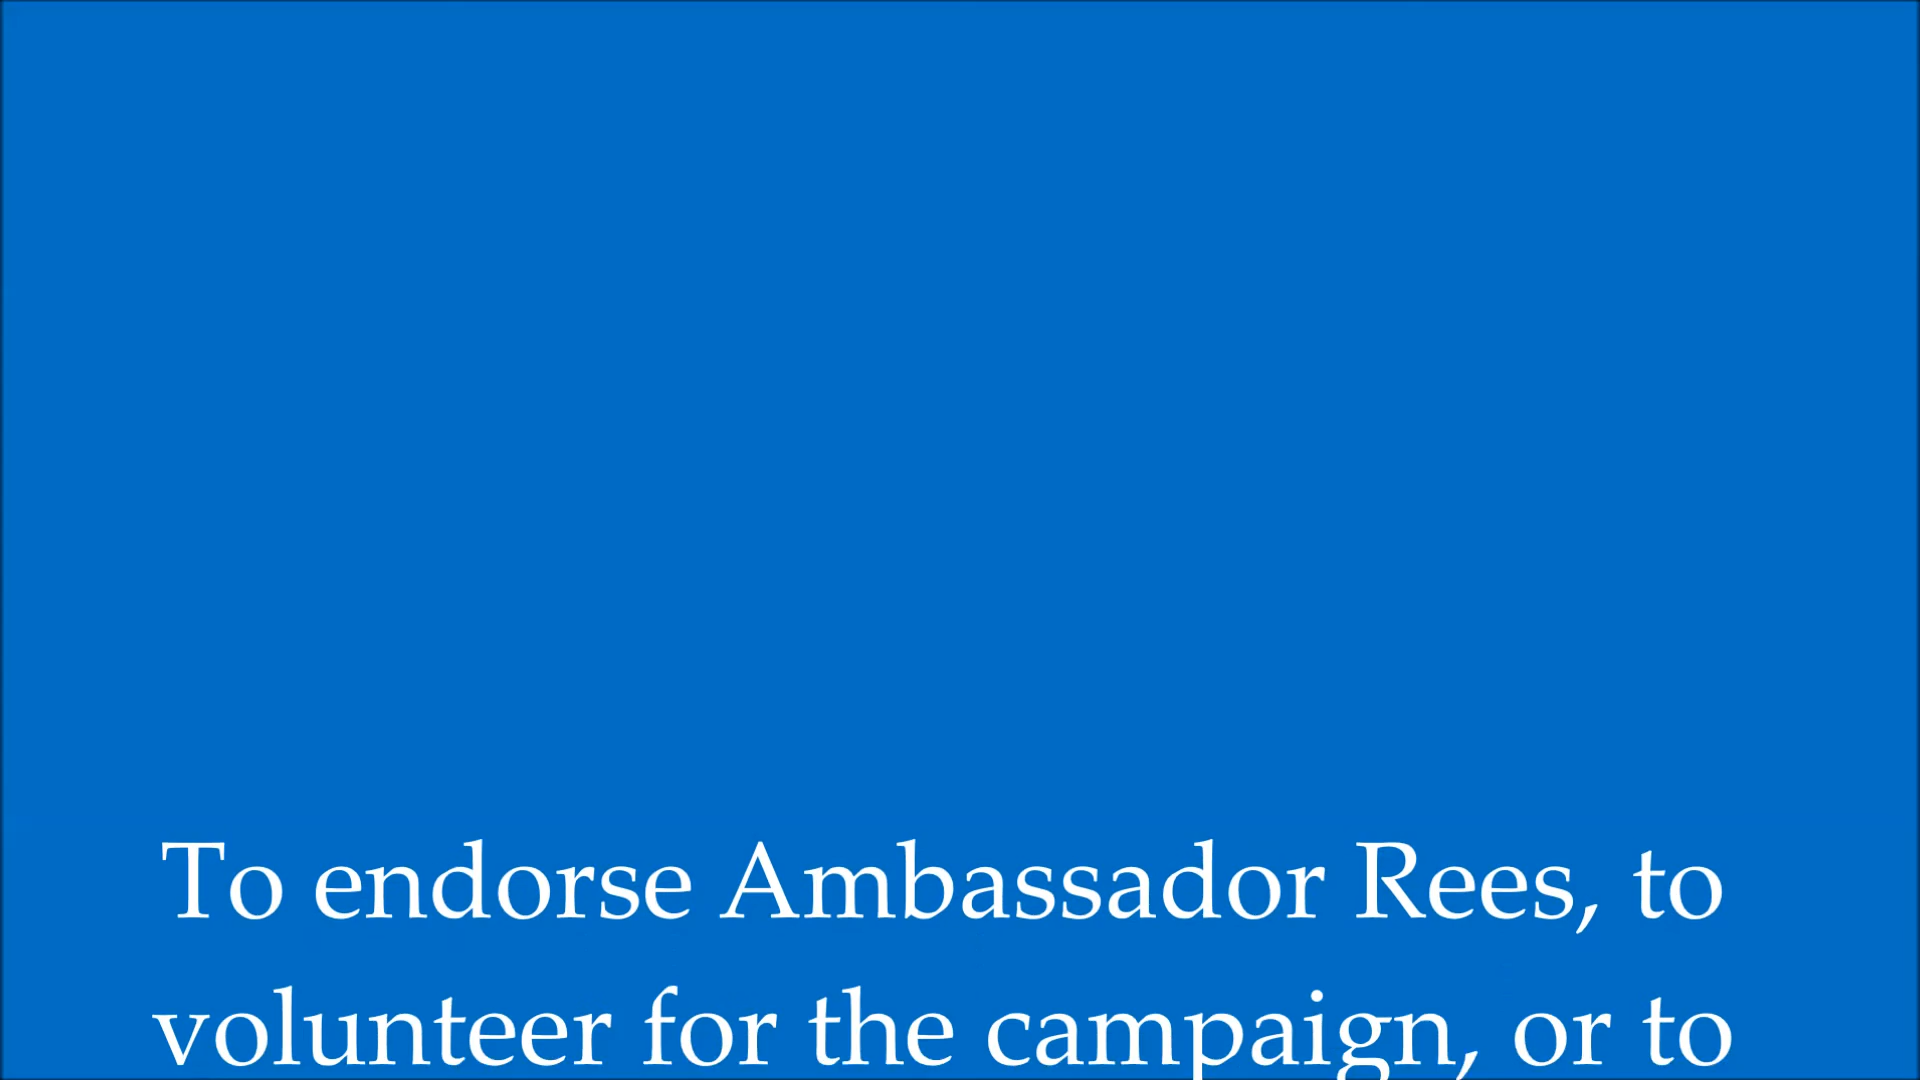 To endorse Ambassador Rees, to
volunteer for the campaign, or to